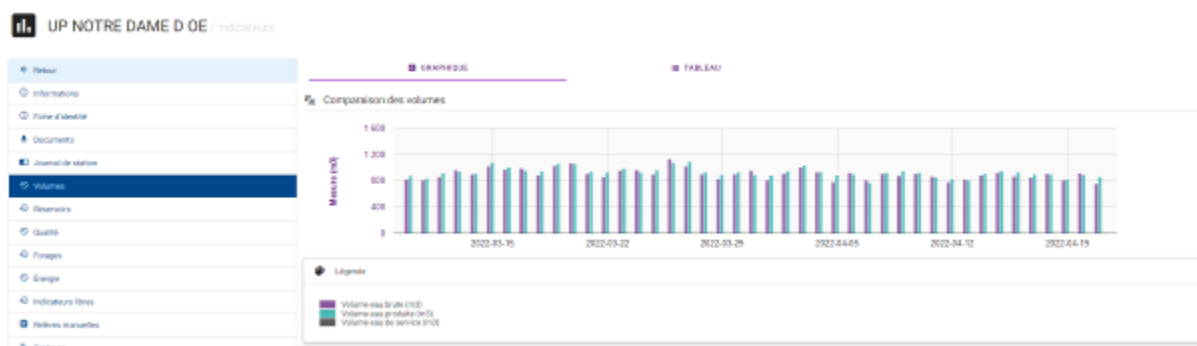 UP NOTRE DAME D OE / Indicateurs
Retour
Informations
Fiche d'identité
Documents
Journal de station
Volumes
Réservoirs
Qualité
Forages
Énergie
Indicateurs libres
Relèves manuelles
GRAPHIQUE
TABLEAU
Comparaison des volumes
Mesure (m3)
1 600
1 200
800
400
0
2022-03-15
2022-03-22
2022-03-29
2022-04-05
2022-04-12
2022-04-19
Légende
Volume eau brute (m3)
Volume eau produite (m3)
Volume eau de service (m3)